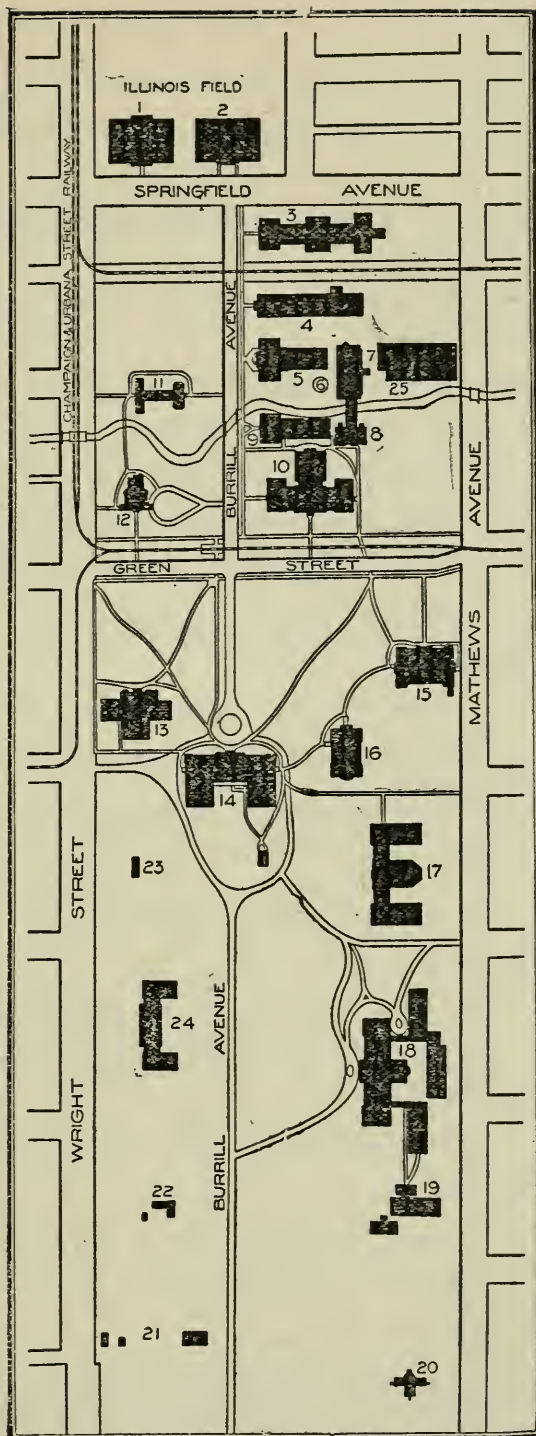 ILLINOIS FIELD
1
2
SPRINGFIELD AVENUE
CHAMPAIGN & URBANA STREET RAILWAY
3
4
AVENUE
5
6
7
25
11
9
8
10
12
BURRILL
AVENUE
GREEN STREET
MATHEWS
15
13
16
14
17
23
STREET
24
AVENUE
18
WRIGHT
BURRILL
19
22
21
20